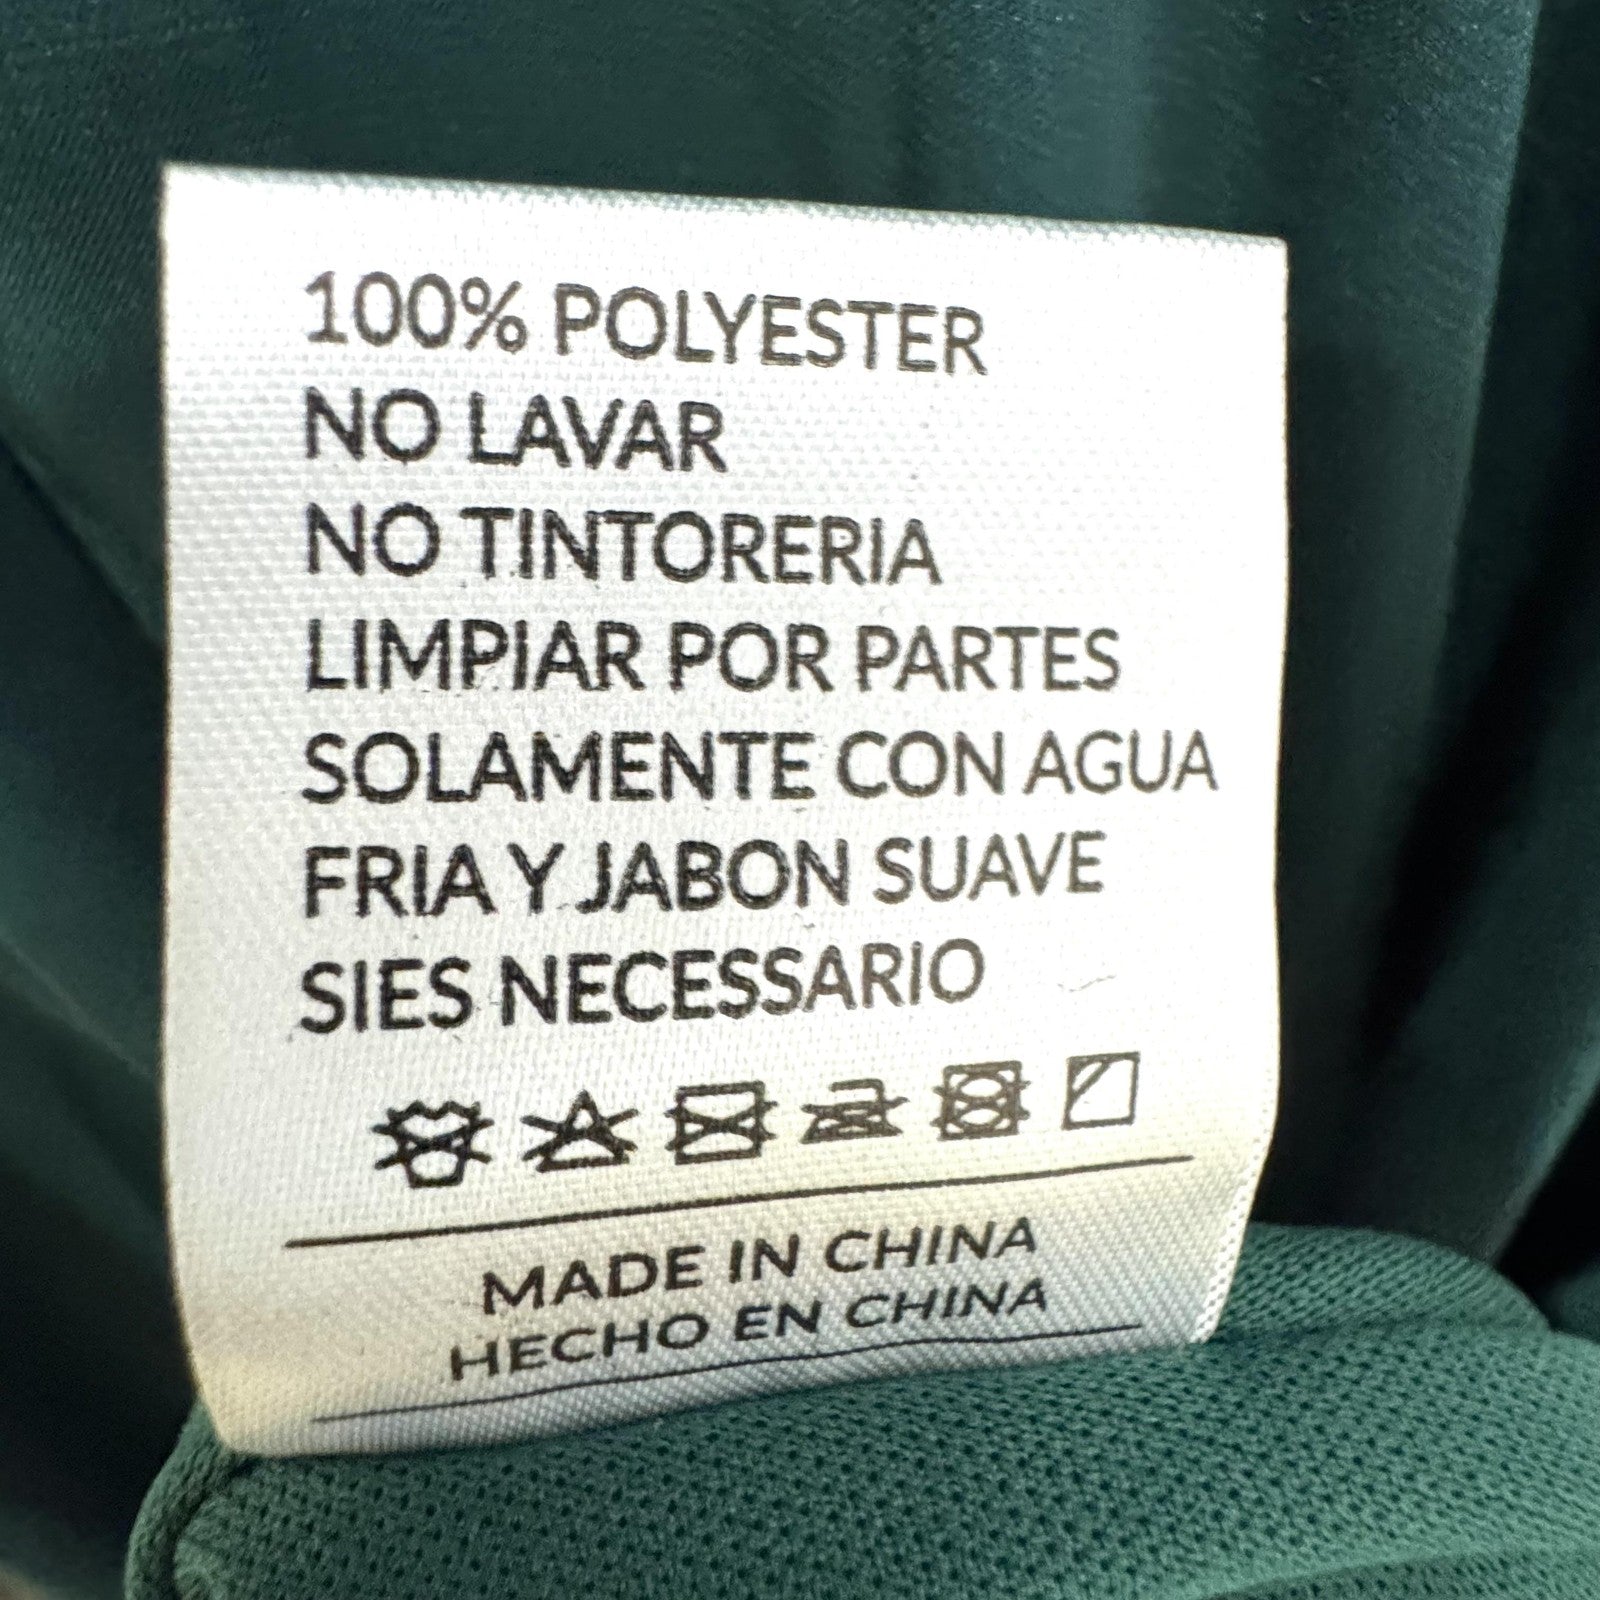 100% POLYESTER
NO LAVAR
NO TINTORERIA
LIMPIAR POR PARTES
SOLAMENTE CON AGUA
FRIA Y JABON SUAVE
SIES NECESSARIO
MADE IN CHINA
HECHO EN CHINA